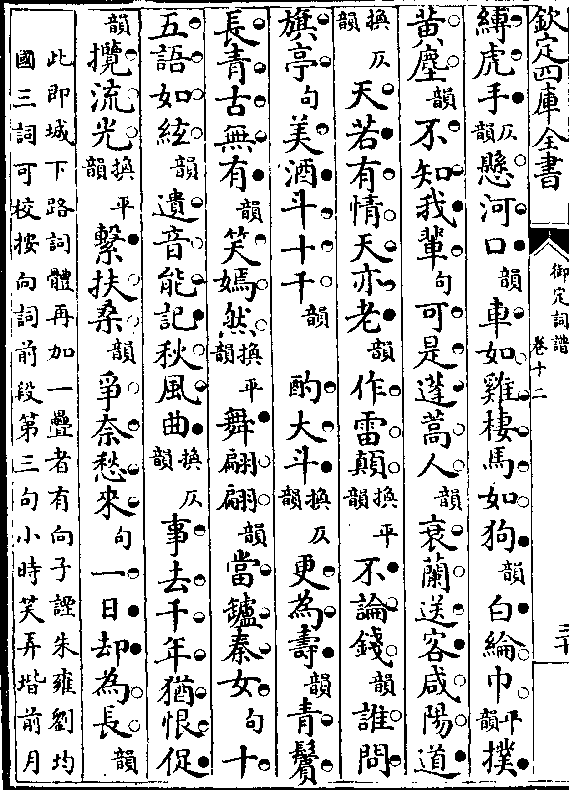 欽定四庫全書
御定詞譜
卷十二
三十
縛虎手仄韻懸河口韻車如雞棲馬如狗韻白綸巾平韻撲
黄塵韻不知我輩句可是蓬蒿人韻衰蘭送客咸陽道
換仄韻天若有情天亦老韻作雷顛換平韻不論錢韻誰問
旗亭句美酒斗十千韻 酌大斗換仄韻更為壽韻青鬢
長青古無有韻笑嫣然換平韻舞翩翩韻當鑪秦女句十
五語如絃韻遺音能記秋風曲換仄韻事去千年猶恨促
韻攬流光換平韻繫扶桑韻爭奈愁來句一日却為長韻
此即城下路詞體再加一疊者有向子諲朱雍劉均
國三詞可校按向詞前段第三句小時笑弄堦前月